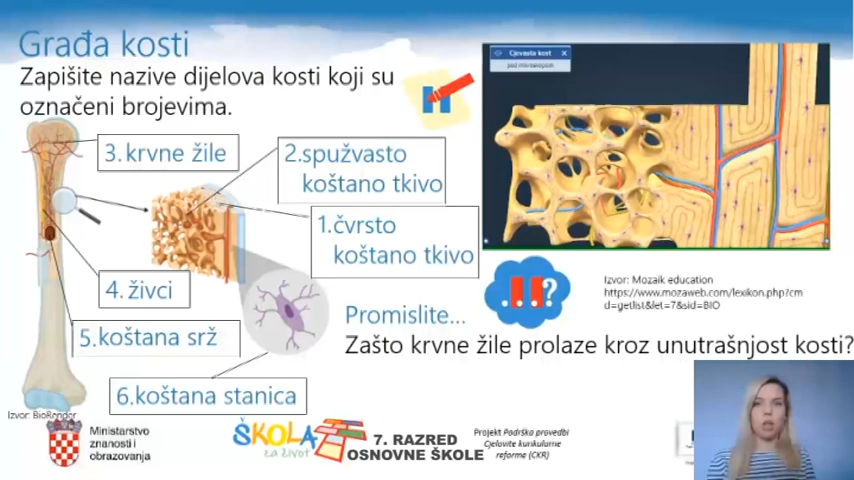 Građa kosti
Zapišite nazive dijelova kosti koji su
označeni brojevima.
Cjevasta kost
pod mikroskopom
3. krvne žile
2.spužvasto
koštano tkivo
1.čvrsto
koštano tkivo
4. živci
5.koštana srž
6.koštana stanica
Izvor: Mozaik education
https://www.mozaweb.com/lexikon.php?cm
d=getlist&let=7&sid=BIO
Promislite...
Zašto krvne žile prolaze kroz unutrašnjost kosti?
Izvor: BioRender
Ministarstvo
znanosti i
obrazovanja
ŠKOLA
za život
7. RAZRED
OSNOVNE ŠKOLE
Projekt Podrška provedbi
Cjelovite kurikularne
reforme (CKR)